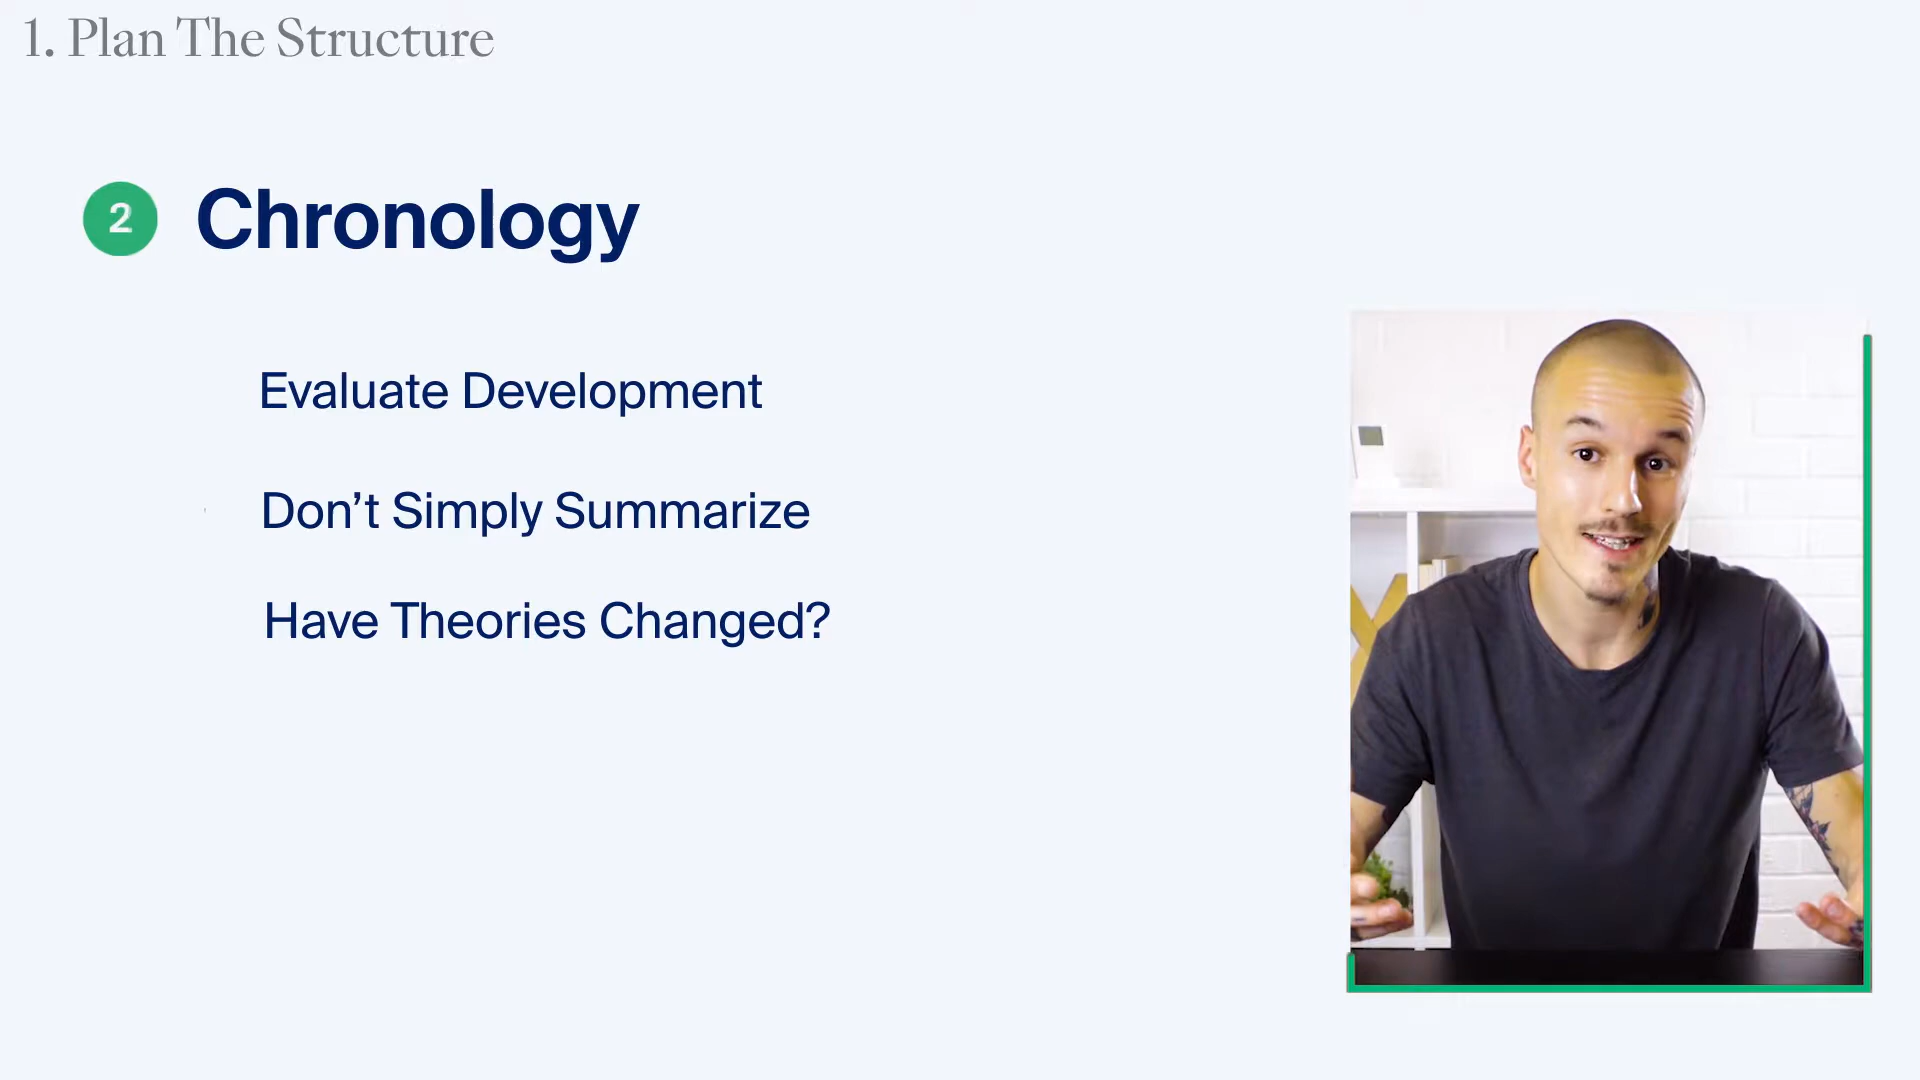 1. Plan The Structure
2 Chronology
Evaluate Development
Don’t Simply Summarize
Have Theories Changed?